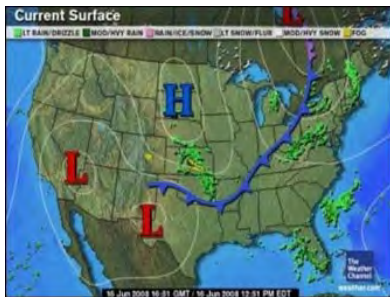 Current Surface
LT RAIN/DRIZZLE MOD/HVY RAIN RAIN/ICE/SNOW LT SNOW/FLUR MOD/HVY SNOW FOG
L
H
L
L
The
Weather
Channel
weather.com
16 Jun 2008 16:51 GMT / 16 Jun 2008 12:51 PM EDT